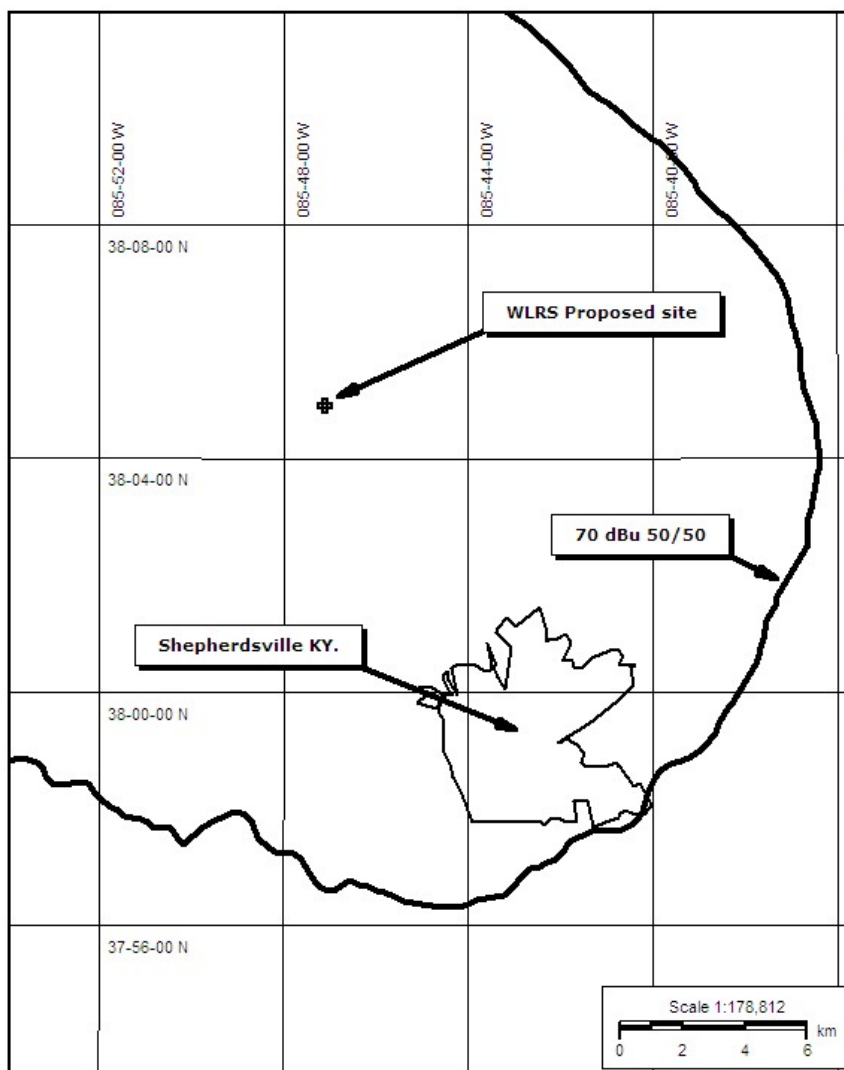 085-52-00 W
085-48-00 W
085-44-00 W
085-40-00 W
38-08-00 N
WLRS Proposed site
38-04-00 N
70 dBu 50/50
Shepherdsville KY.
38-00-00 N
37-56-00 N
Scale 1:178,812
km
0 2 4 6